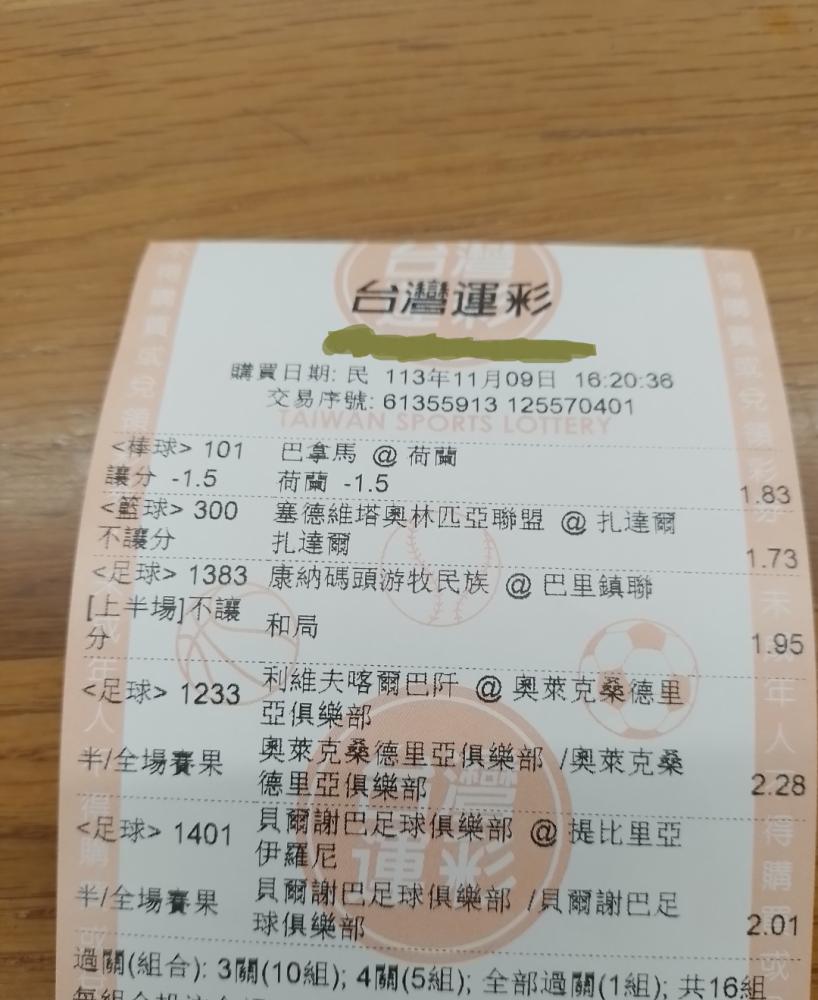 台灣運彩
購買日期: 民 113年11月09日 16:20:36
交易序號: 61355913 125570401
TAIWAN SPORTS LOTTERY
<棒球> 101 巴拿馬 @ 荷蘭
讓分 -1.5 荷蘭 -1.5 1.83
<籃球> 300 塞德維塔奧林匹亞聯盟 @ 扎達爾
不讓分 扎達爾 1.73
<足球> 1383 康納碼頭游牧民族 @ 巴里鎮聯
[上半場]不讓
分 和局 1.95
<足球> 1233 利維夫喀爾巴阡 @ 奧萊克桑德里
亞俱樂部
半/全場賽果 奧萊克桑德里亞俱樂部 /奧萊克桑
德里亞俱樂部 2.28
<足球> 1401 貝爾謝巴足球俱樂部 @ 提比里亞
伊羅尼
半/全場賽果 貝爾謝巴足球俱樂部 /貝爾謝巴足
球俱樂部 2.01
過關(組合): 3關(10組); 4關(5組); 全部過關(1組); 共16組